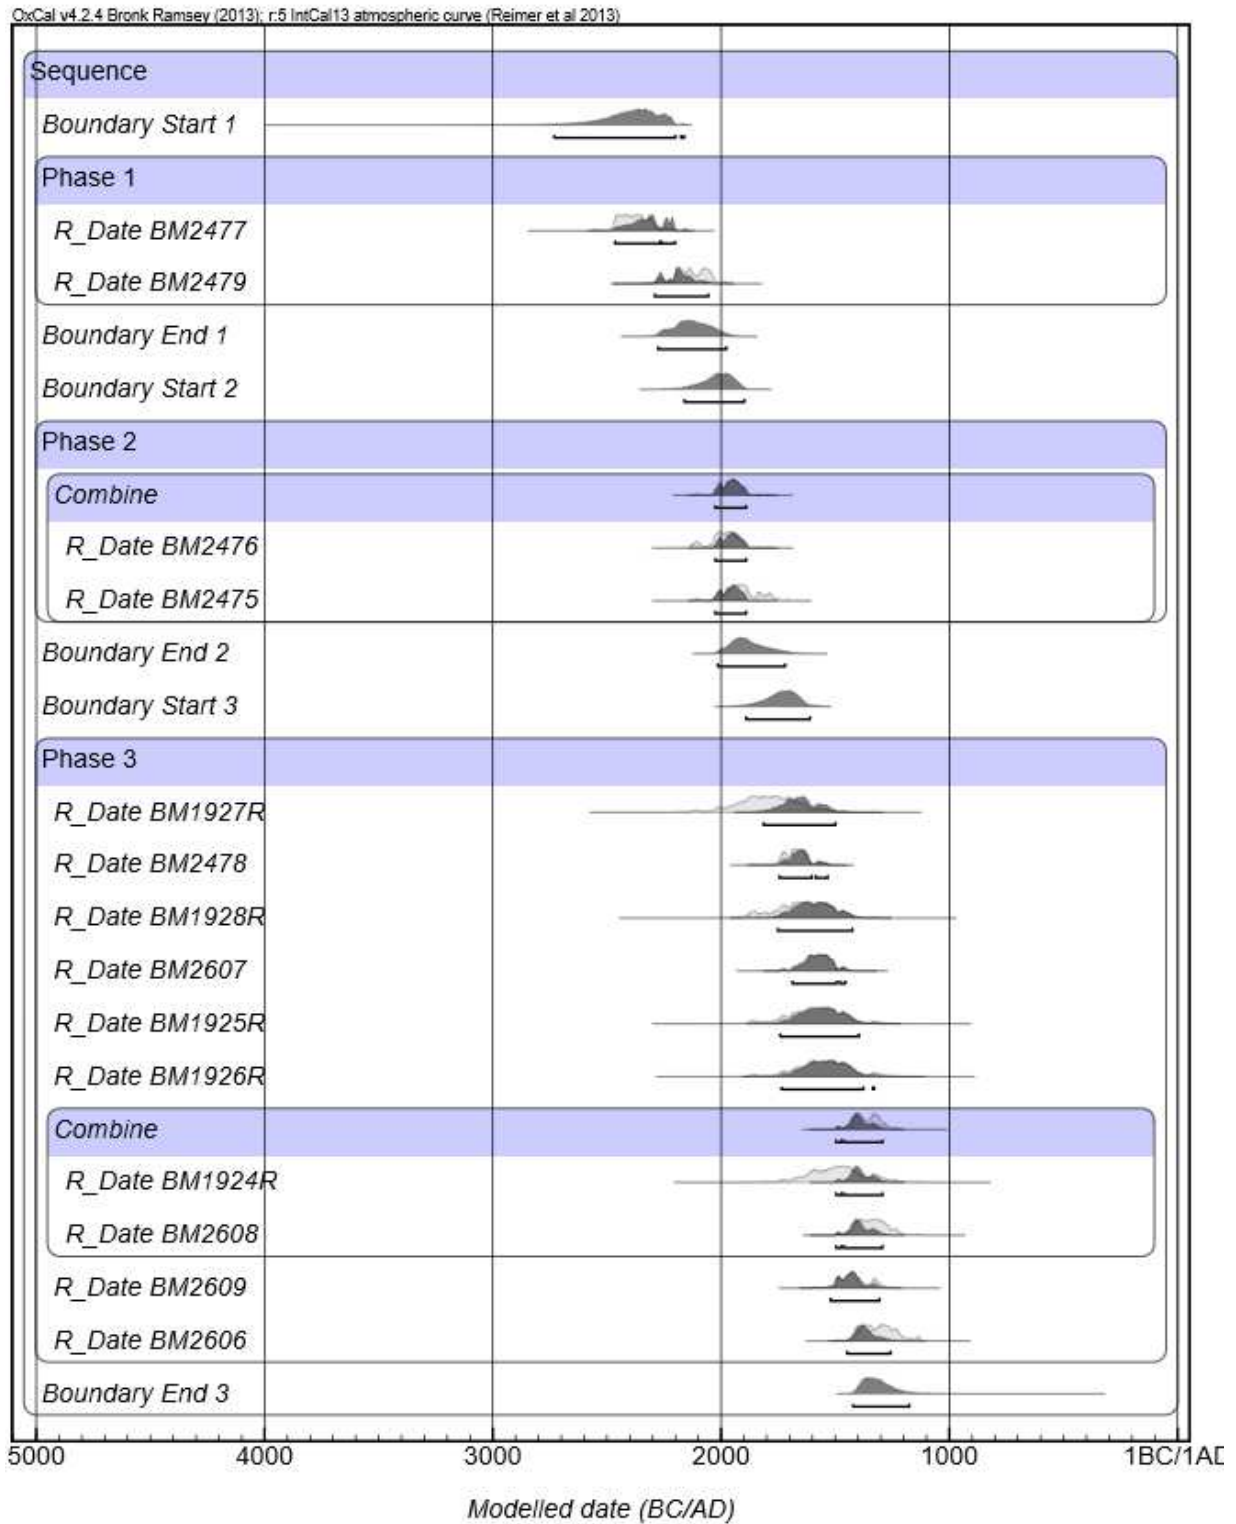 OxCal v4.2.4 Bronk Ramsey (2013); r:5 IntCal13 atmospheric curve (Reimer et al 2013)
Sequence
Boundary Start 1
Phase 1
R_Date BM2477
R_Date BM2479
Boundary End 1
Boundary Start 2
Phase 2
Combine
R_Date BM2476
R_Date BM2475
Boundary End 2
Boundary Start 3
Phase 3
R_Date BM1927R
R_Date BM2478
R_Date BM1928R
R_Date BM2607
R_Date BM1925R
R_Date BM1926R
Combine
R_Date BM1924R
R_Date BM2608
R_Date BM2609
R_Date BM2606
Boundary End 3
5000 4000 3000 2000 1000 1BC/1AD
Modelled date (BC/AD)